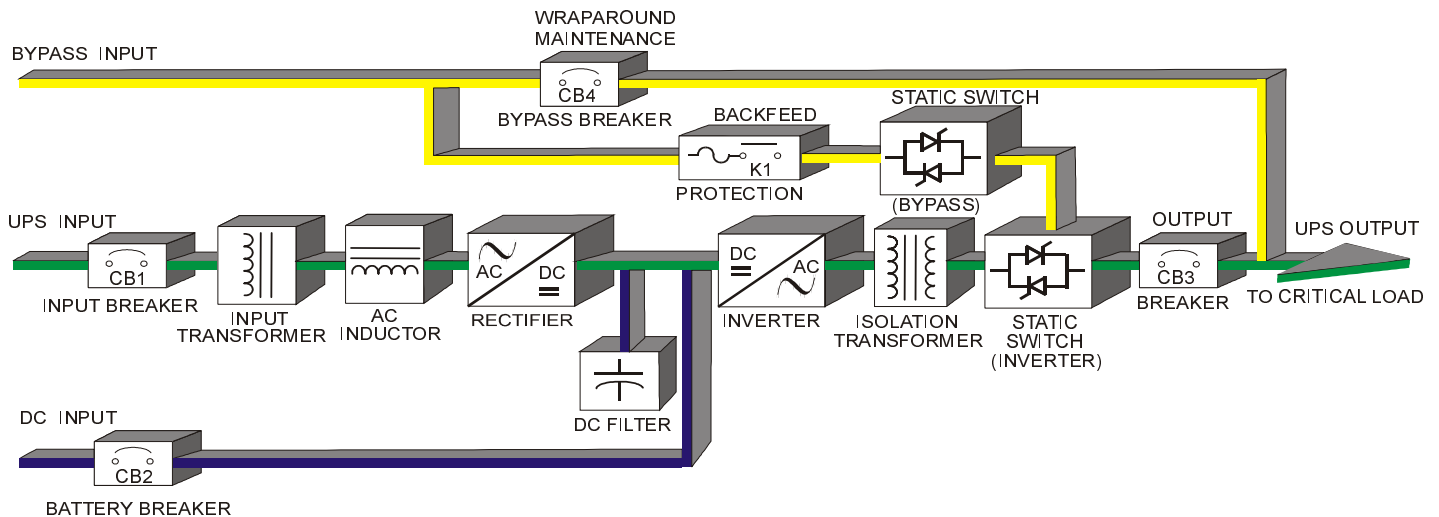 WRAPAROUND
MAINTENANCE
BYPASS INPUT
CB4
BYPASS BREAKER
BACKFEED
STATIC SWITCH
K1
PROTECTION
(BYPASS)
UPS INPUT
CB1
INPUT BREAKER
INPUT
TRANSFORMER
AC
INDUCTOR
AC
DC
RECTIFIER
DC
AC
INVERTER
ISOLATION
TRANSFORMER
STATIC
SWITCH
(INVERTER)
OUTPUT
CB3
BREAKER
UPS OUTPUT
TO CRITICAL LOAD
DC FILTER
DC INPUT
CB2
BATTERY BREAKER